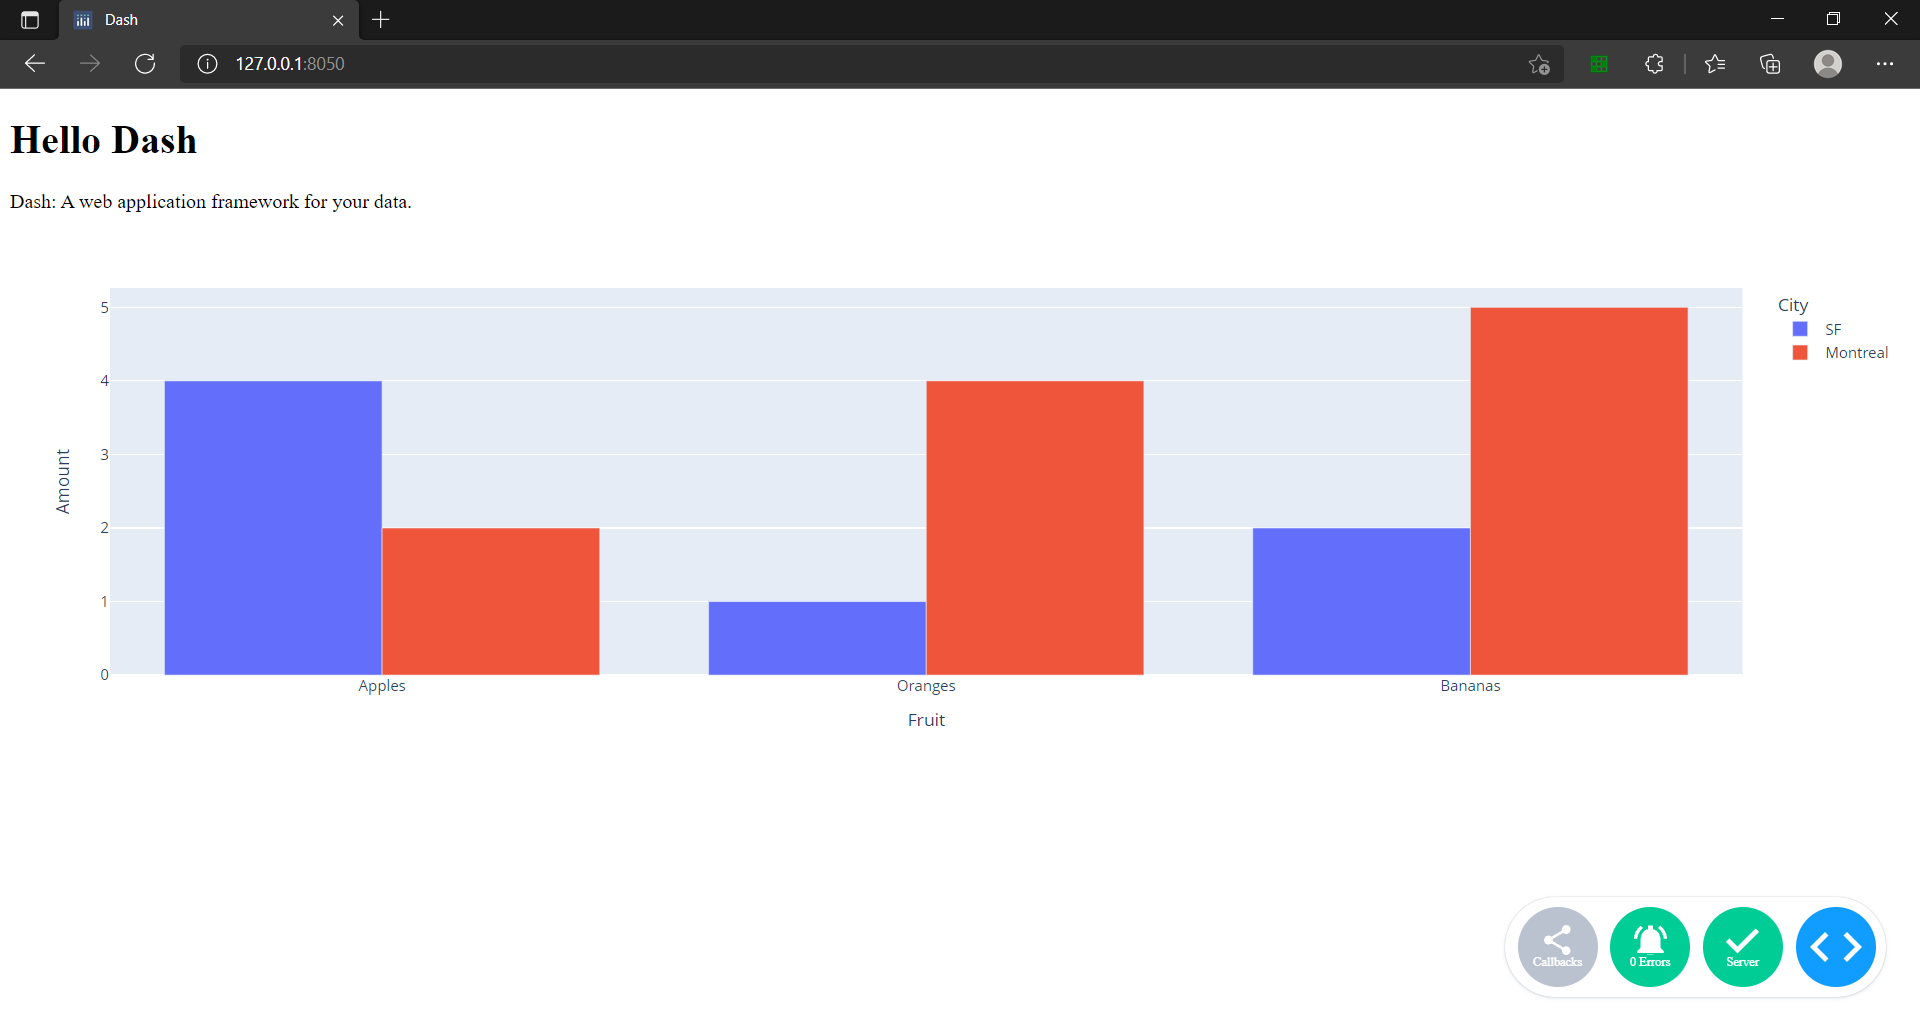 Dash
127.0.0.1:8050
Hello Dash
Dash: A web application framework for your data.
5
4
3
2
1
0
Amount
Apples
Oranges
Bananas
Fruit
City
SF
Montreal
Callbacks
0 Errors
Server